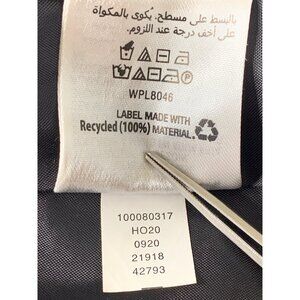 بالبسط على مسطح. يُكوى بالمكواة
على أخف درجة عند اللزوم.
WPL8046
LABEL MADE WITH
Recycled (100%) MATERIAL.
100080317
HO20
0920
21918
42793